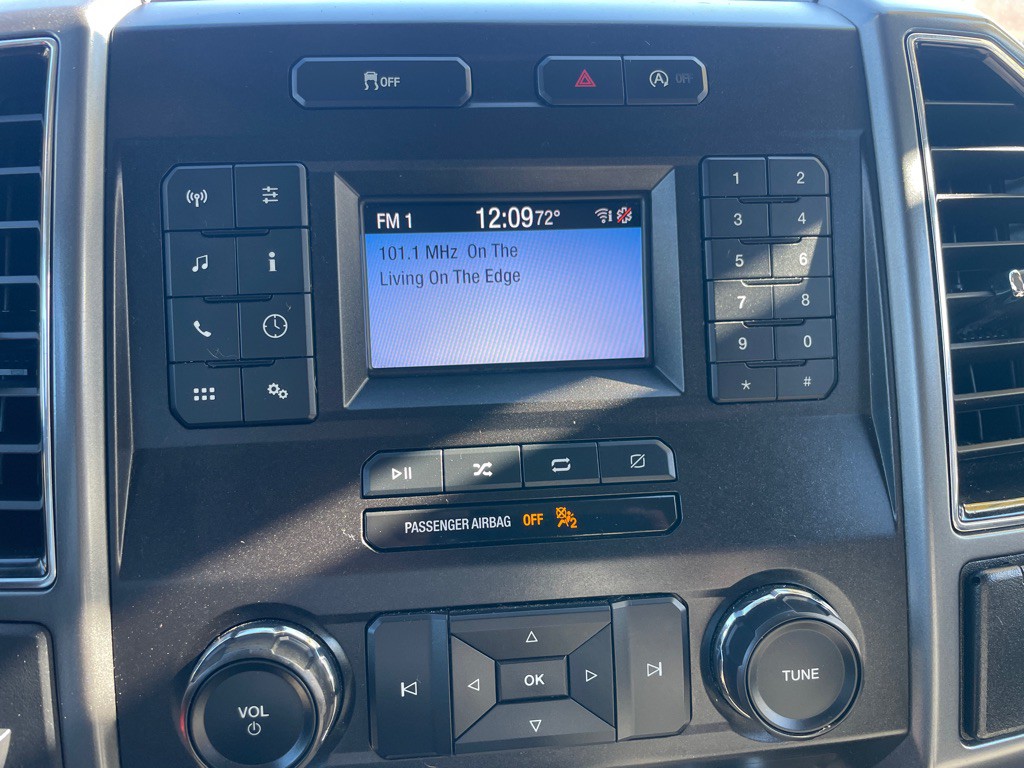 OFF
A OFF
FM 1 12:09 72°
101.1 MHz On The
Living On The Edge
i
1 2
3 4
5 6
7 8
9 0
* #
PASSENGER AIRBAG OFF 2
VOL
OK
TUNE